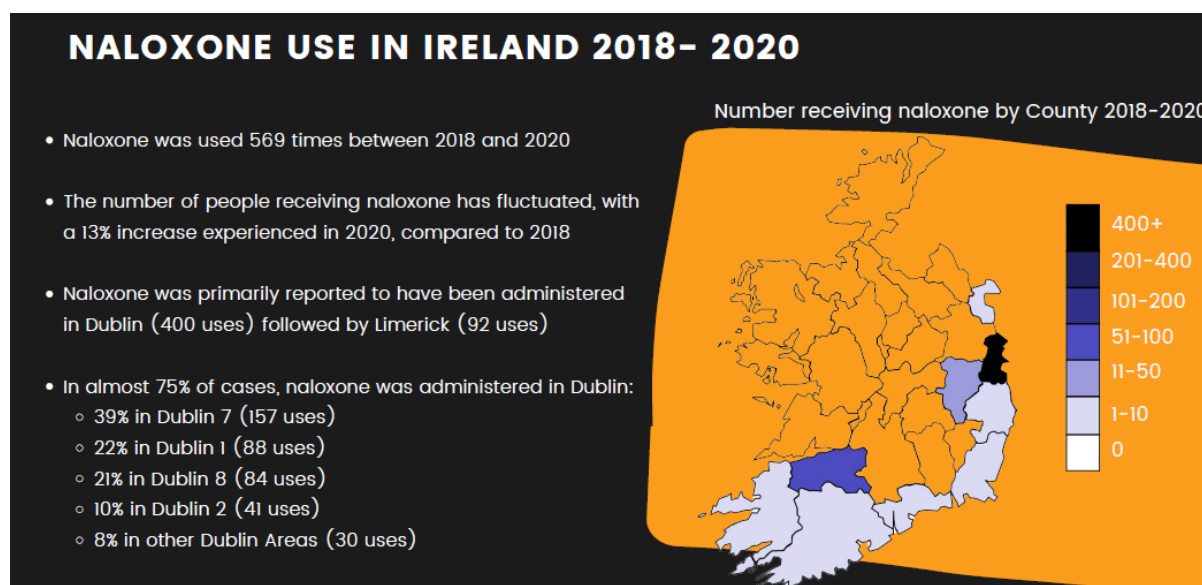 NALOXONE USE IN IRELAND 2018- 2020
• Naloxone was used 569 times between 2018 and 2020
• The number of people receiving naloxone has fluctuated, with
a 13% increase experienced in 2020, compared to 2018
• Naloxone was primarily reported to have been administered
in Dublin (400 uses) followed by Limerick (92 uses)
• In almost 75% of cases, naloxone was administered in Dublin:
◦ 39% in Dublin 7 (157 uses)
◦ 22% in Dublin 1 (88 uses)
◦ 21% in Dublin 8 (84 uses)
◦ 10% in Dublin 2 (41 uses)
◦ 8% in other Dublin Areas (30 uses)
Number receiving naloxone by County 2018-2020
400+
201-400
101-200
51-100
11-50
1-10
0